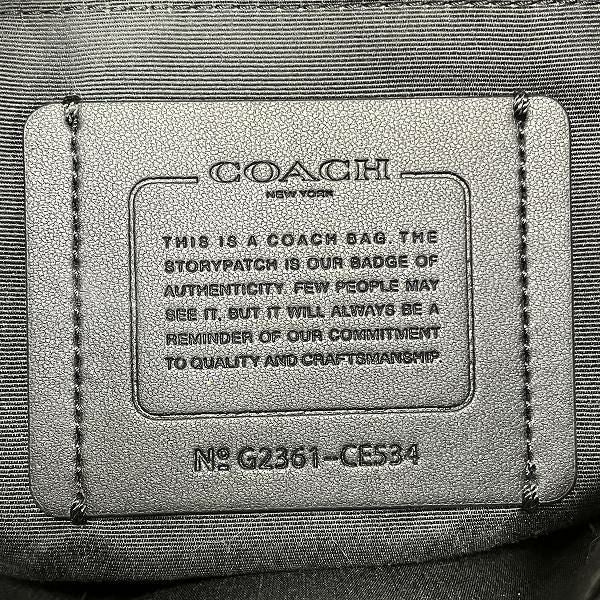 COACH
NEW YORK
THIS IS A COACH BAG. THE
STORYPATCH IS OUR BADGE OF
AUTHENTICITY. FEW PEOPLE MAY
SEE IT, BUT IT WILL ALWAYS BE A
REMINDER OF OUR COMMITMENT
TO QUALITY AND CRAFTSMANSHIP.
Nº G2361-CE534